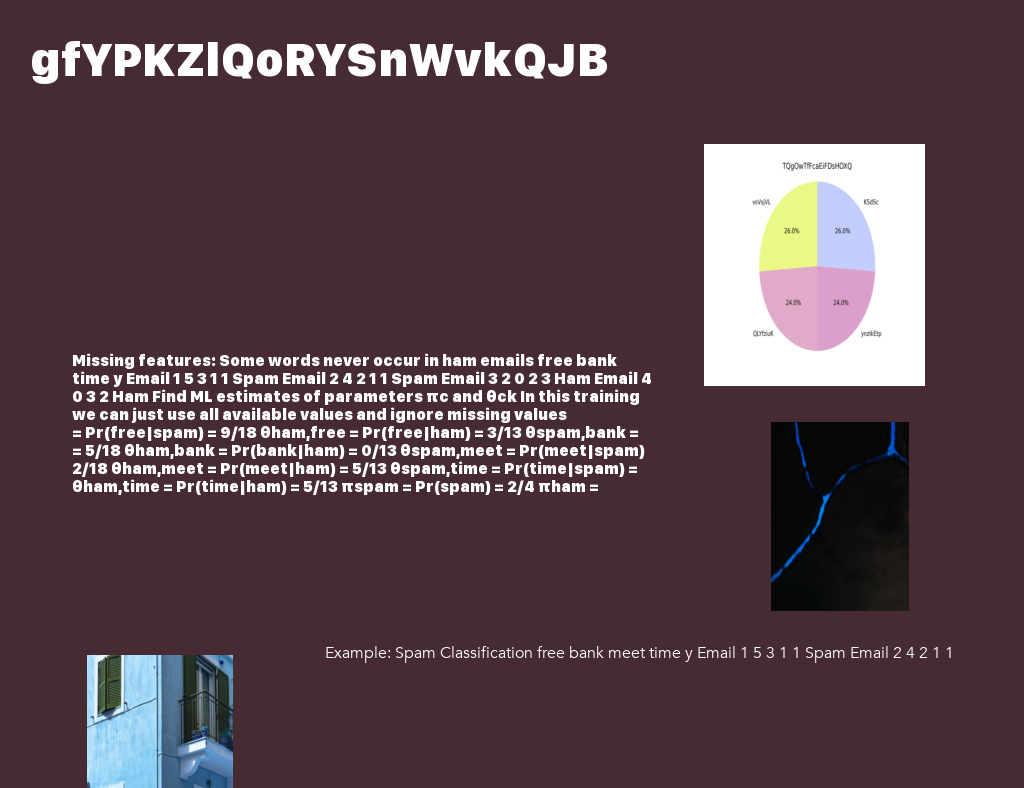 gfYPKZlQoRYSnWvkQJB
TQgOwTfFcaEiFDsHOXQ
vsVsjVL
KSdSc
26.0%
26.0%
24.0%
24.0%
QLYfziuK
ynzlkEtp
Missing features: Some words never occur in ham emails free bank
time y Email 1 5 3 1 1 Spam Email 2 4 2 1 1 Spam Email 3 2 0 2 3 Ham Email 4
0 3 2 Ham Find ML estimates of parameters πc and θck In this training
we can just use all available values and ignore missing values
= Pr(free|spam) = 9/18 θham,free = Pr(free|ham) = 3/13 θspam,bank =
= 5/18 θham,bank = Pr(bank|ham) = 0/13 θspam,meet = Pr(meet|spam)
2/18 θham,meet = Pr(meet|ham) = 5/13 θspam,time = Pr(time|spam) =
θham,time = Pr(time|ham) = 5/13 πspam = Pr(spam) = 2/4 πham =
Example: Spam Classification free bank meet time y Email 1 5 3 1 1 Spam Email 2 4 2 1 1